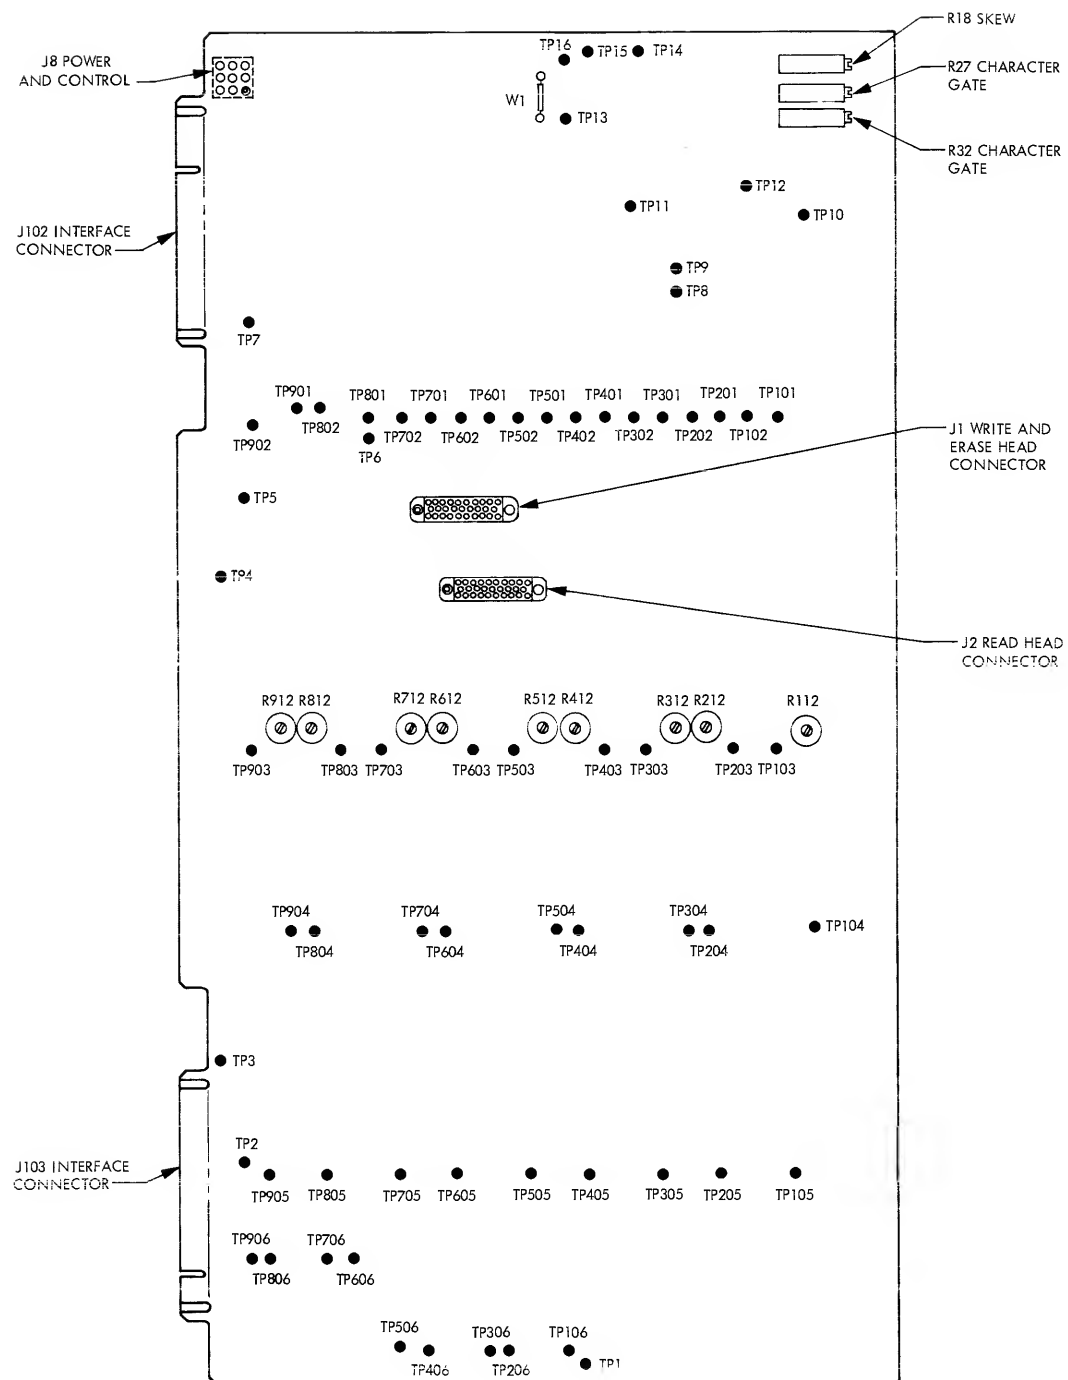 R18 SKEW
J8 POWER
AND CONTROL
TP16
TP15
TP14
R27 CHARACTER
GATE
W1
TP13
R32 CHARACTER
GATE
TP12
TP11
TP10
J102 INTERFACE
CONNECTOR
TP9
TP8
TP7
TP901
TP802
TP801
TP701
TP601
TP501
TP401
TP301
TP201
TP101
TP902
TP702
TP602
TP502
TP402
TP302
TP202
TP102
TP6
J1 WRITE AND
ERASE HEAD
CONNECTOR
TP5
TP4
J2 READ HEAD
CONNECTOR
R912 R812
R712 R612
R512 R412
R312 R212
R112
TP903
TP803
TP703
TP603
TP503
TP403
TP303
TP203
TP103
TP904
TP704
TP504
TP304
TP104
TP804
TP604
TP404
TP204
TP3
TP2
J103 INTERFACE
CONNECTOR
TP905
TP805
TP705
TP605
TP505
TP405
TP305
TP205
TP105
TP906
TP706
TP806
TP606
TP506
TP306
TP106
TP406
TP206
TP1